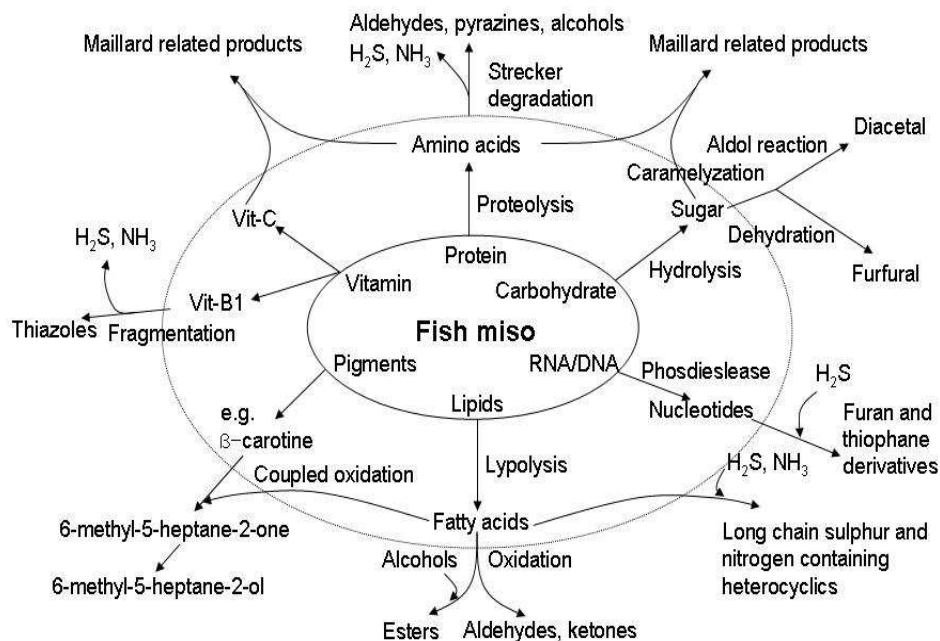 Aldehydes, pyrazines, alcohols
Maillard related products
H₂S, NH₃
Maillard related products
Strecker
degradation
Amino acids
Aldol reaction
Diacetal
Caramelyzation
Proteolysis
Vit-C
Sugar
H₂S, NH₃
Dehydration
Protein
Vitamin
Hydrolysis
Carbohydrate
Furfural
Vit-B1
Thiazoles
Fragmentation
Fish miso
Pigments
RNA/DNA
Phosdieslease
H₂S
Lipids
Nucleotides
e.g.
ß-carotine
Furan and
thiophane
derivatives
Coupled oxidation
Lypolysis
H₂S, NH₃
6-methyl-5-heptane-2-one
Fatty acids
Long chain sulphur and
nitrogen containing
heterocyclics
Alcohols
Oxidation
6-methyl-5-heptane-2-ol
Esters
Aldehydes, ketones